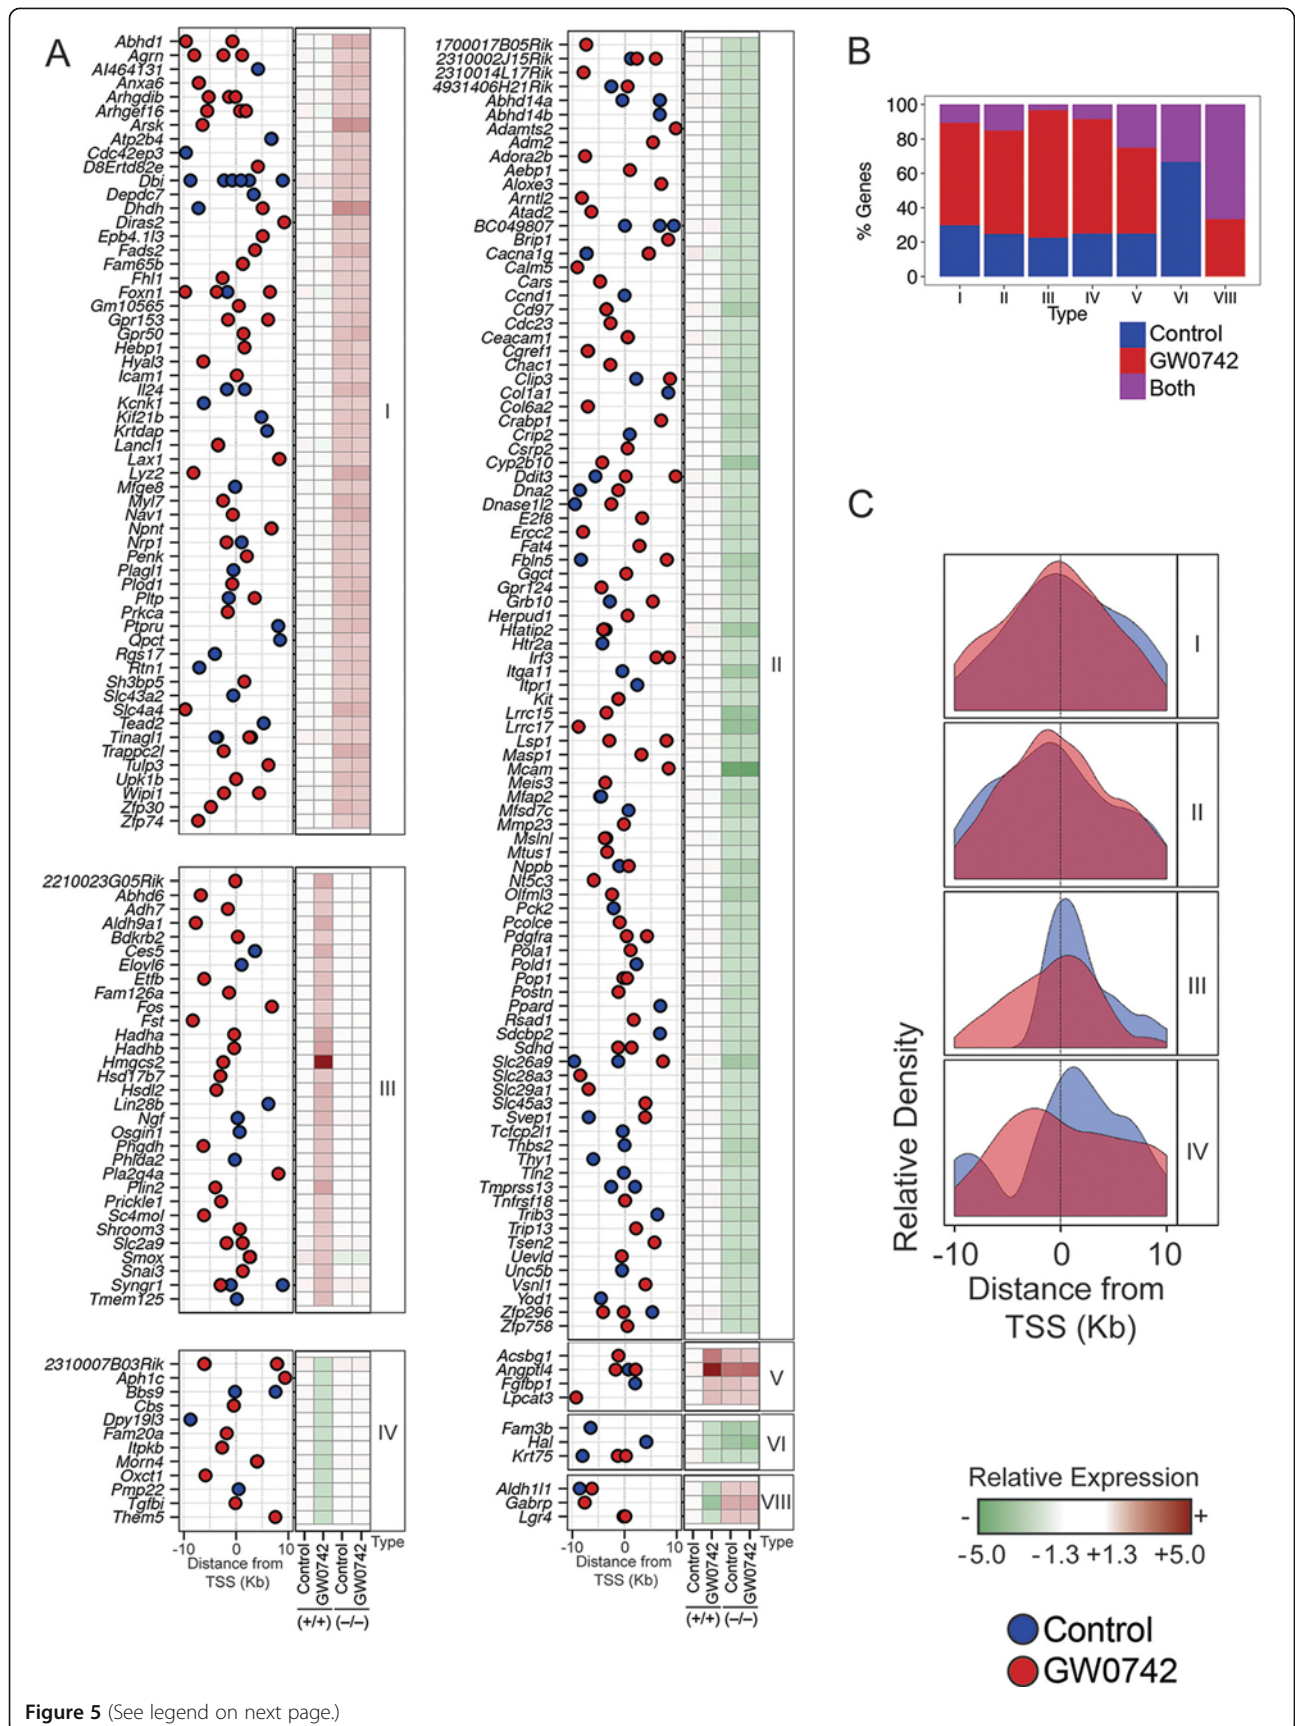 A
Abhd1
Agrn
AI464131
Anxa6
Arhgdib
Arhgef16
Arsk
Atp2b4
Cdc42ep3
D8Ertd82e
Dbi
Depdc7
Dhdh
Diras2
Epb4.1l3
Fads2
Fam65b
Fhl1
Foxn1
Gm10565
Gpr153
Gpr50
Hebp1
Hyal3
Icam1
Il24
Kcnk1
Kif21b
Krtdap
Lancl1
Lax1
Lyz2
Mfge8
Myl7
Nav1
Npnt
Nrp1
Penk
Plagl1
Plod1
Pltp
Prkca
Ptpru
Qpct
Rgs17
Rtn1
Sh3bp5
Slc43a2
Slc4a4
Tead2
Tinagl1
Trappc2l
Tulp3
Upk1b
Wipi1
Zfp30
Zfp74
I
2210023G05Rik
Abhd6
Adh7
Aldh9a1
Bdkrb2
Ces5
Elovl6
Etfb
Fam126a
Fos
Fst
Hadha
Hadhb
Hmgcs2
Hsd17b7
Hsdl2
Lin28b
Ngf
Osgin1
Phgdh
Phlda2
Pla2g4a
Plin2
Prickle1
Sc4mol
Shroom3
Slc2a9
Smox
Snai3
Syngr1
Tmem125
III
2310007B03Rik
Aph1c
Bbs9
Cbs
Dpy19l3
Fam20a
Itpkb
Morn4
Oxct1
Pmp22
Tgfbi
Them5
IV
-10 0 10
Distance from
TSS (Kb)
Control
GW0742
Control
GW0742
Type
(+/+) (–/–)
1700017B05Rik
2310002J15Rik
2310014L17Rik
4931406H21Rik
Abhd14a
Abhd14b
Adamts2
Adm2
Adora2b
Aebp1
Aloxe3
Arntl2
Atad2
BC049807
Brip1
Cacna1g
Calm5
Cars
Ccnd1
Cd97
Cdc23
Ceacam1
Cgref1
Chac1
Clip3
Col1a1
Col6a2
Crabp1
Crip2
Csrp2
Cyp2b10
Ddit3
Dna2
Dnase1l2
E2f8
Ercc2
Fat4
Fbln5
Ggct
Gpr124
Grb10
Herpud1
Htatip2
Htr2a
Irf3
Itga11
Itpr1
Kit
Lrrc15
Lrrc17
Lsp1
Masp1
Mcam
Meis3
Mfap2
Mfsd7c
Mmp23
Mslnl
Mtus1
Nppb
Nt5c3
Olfml3
Pck2
Pcolce
Pdgfra
Pola1
Pold1
Pop1
Postn
Ppard
Rsad1
Sdcbp2
Sdhd
Slc26a9
Slc28a3
Slc29a1
Slc45a3
Svep1
Tcfcp2l1
Thbs2
Thy1
Tln2
Tmprss13
Tnfrsf18
Trib3
Trip13
Tsen2
Uevld
Unc5b
Vsnl1
Yod1
Zfp296
Zfp758
II
Acsbg1
Angptl4
Fgfbp1
Lpcat3
V
Fam3b
Hal
Krt75
VI
Aldh1l1
Gabrp
Lgr4
VIII
-10 0 10
Distance from
TSS (Kb)
Control
GW0742
Control
GW0742
Type
(+/+) (–/–)
B
% Genes
100
80
60
40
20
0
I II III IV V VI VIII
Type
Control
GW0742
Both
C
I
II
III
IV
Relative Density
-10 0 10
Distance from
TSS (Kb)
Relative Expression
- +
-5.0 -1.3 +1.3 +5.0
Control
GW0742
Figure 5 (See legend on next page.)